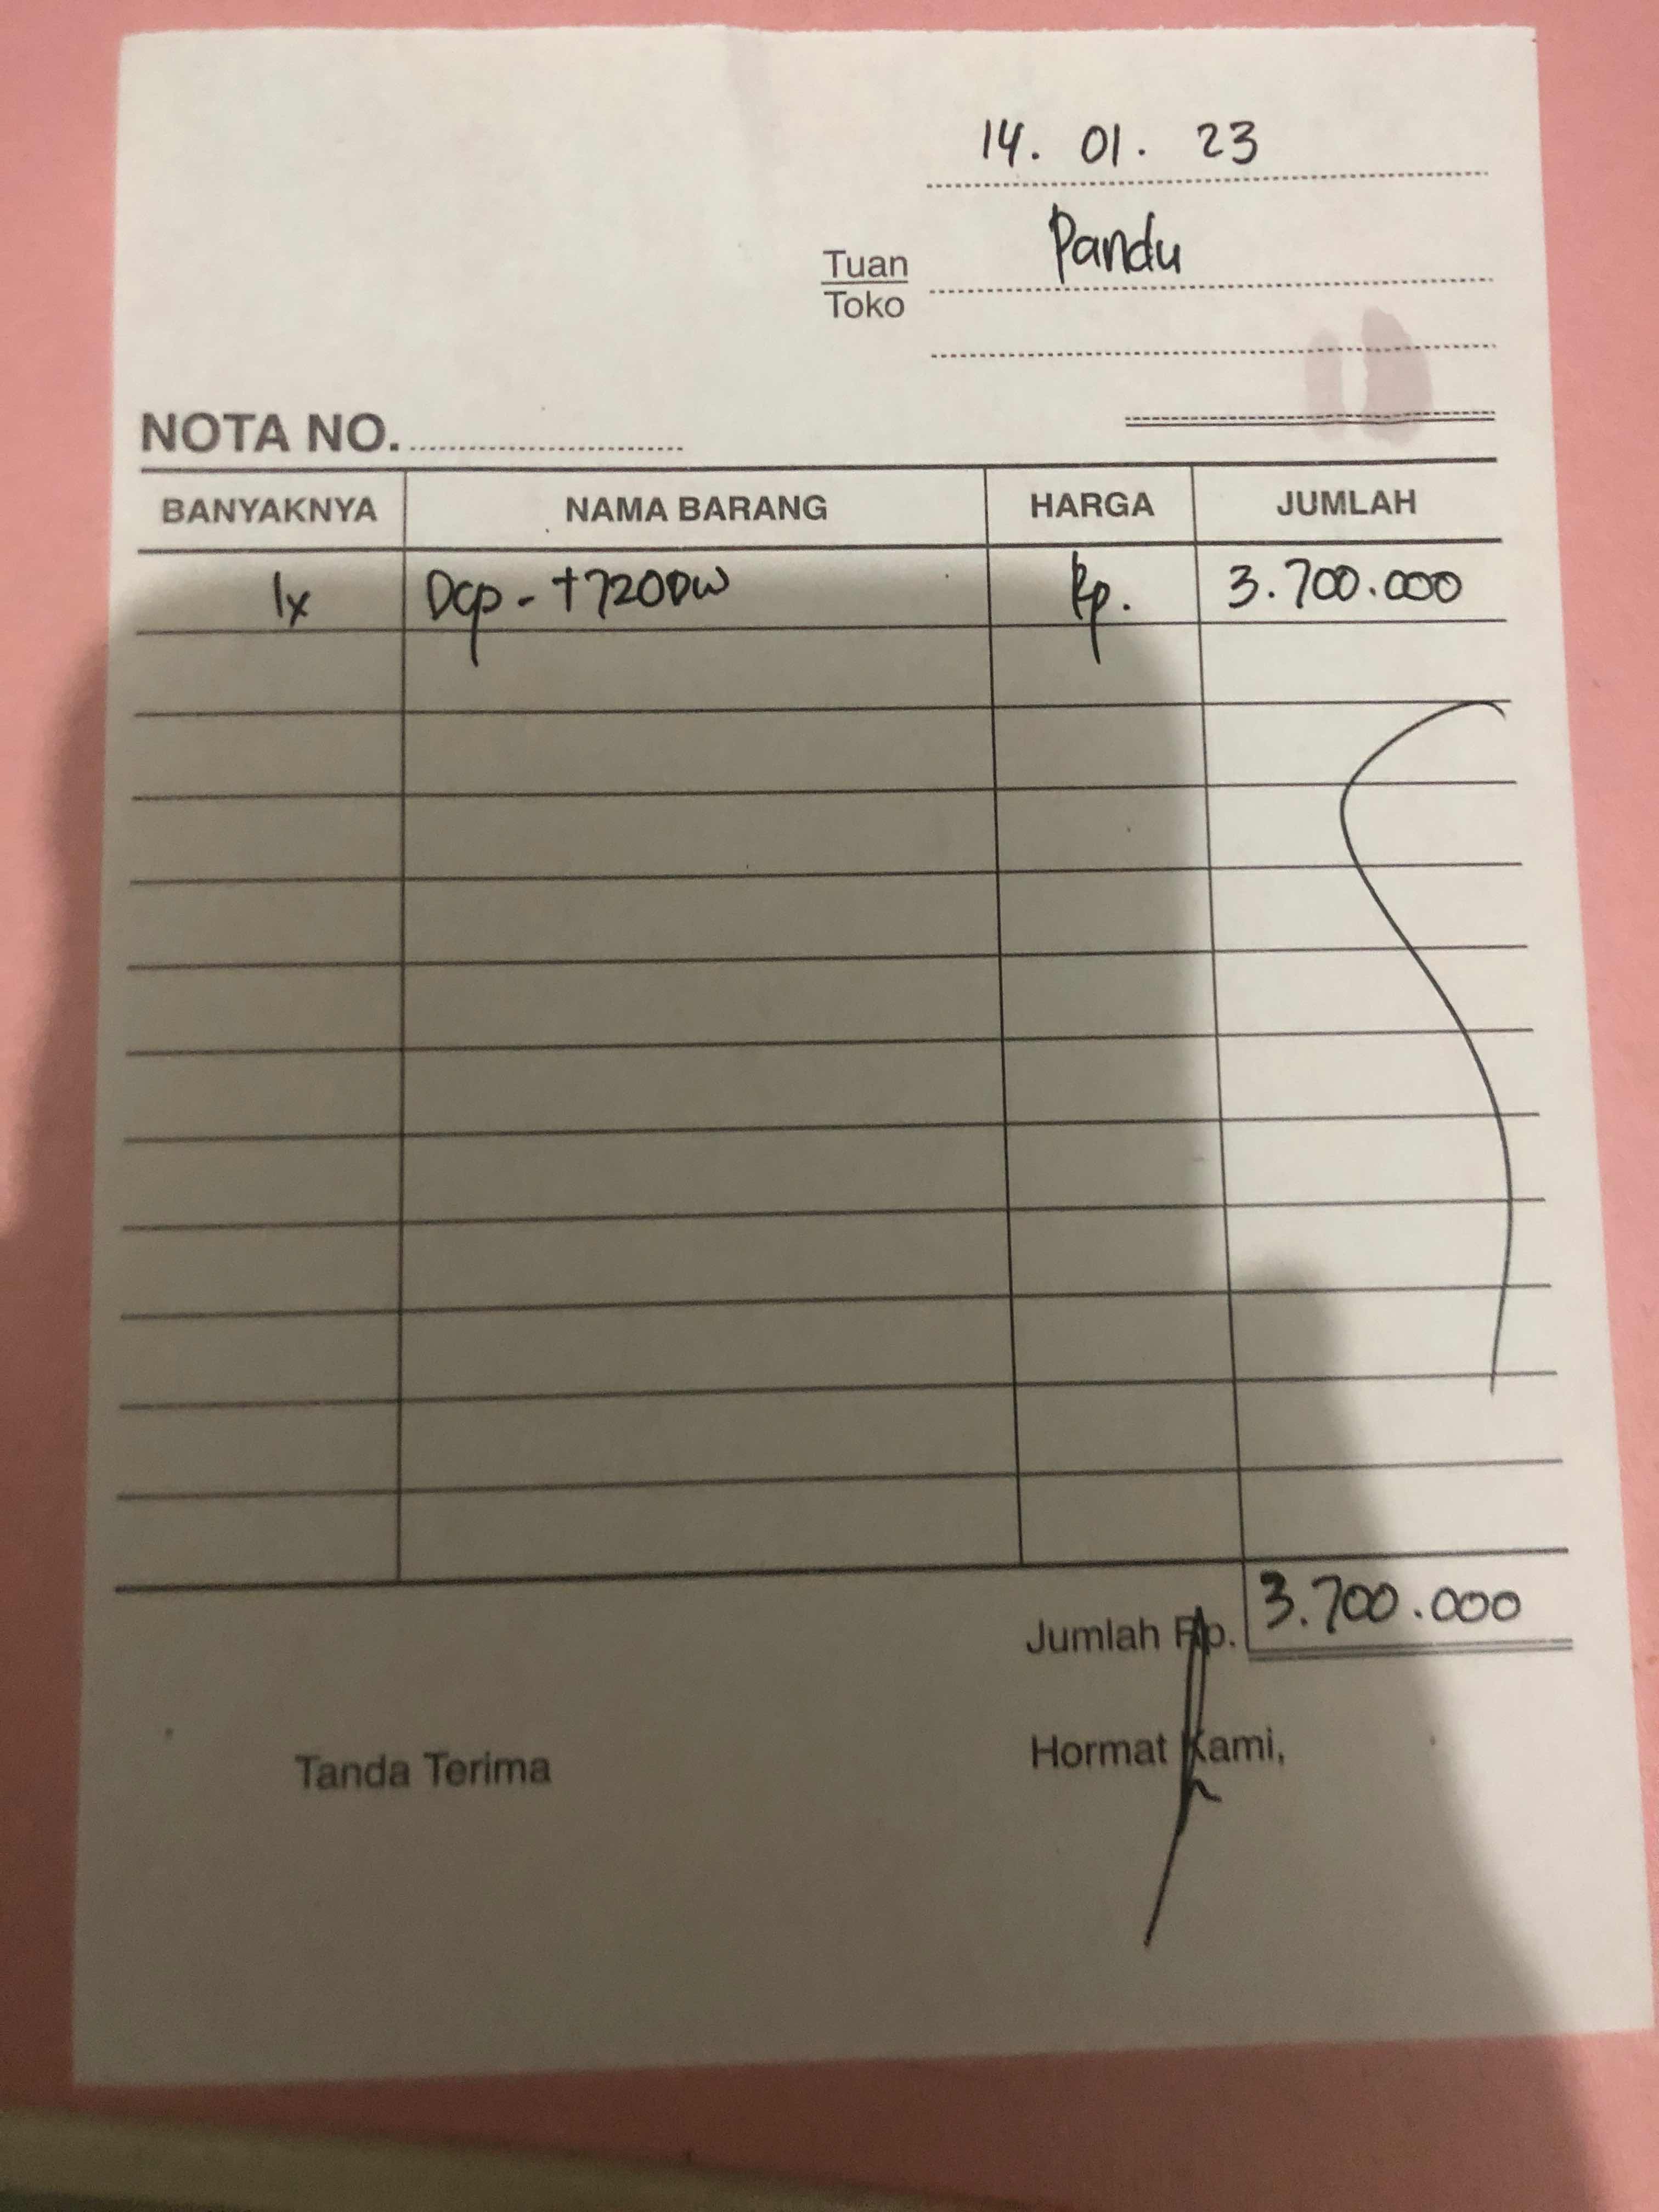 14. 01. 23
Tuan Pandu
Toko
NOTA NO.
BANYAKNYA NAMA BARANG HARGA JUMLAH
1x Dcp - T720DW Rp. 3.700.000
Jumlah Rp. 3.700.000
Tanda Terima Hormat Kami,